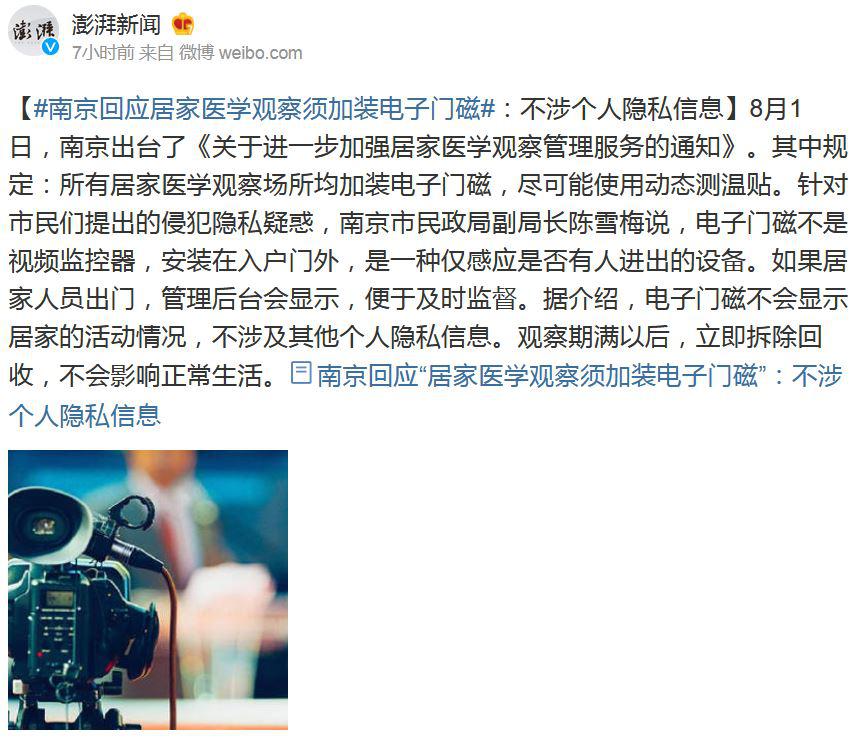 澎湃
澎湃新闻
7小时前 来自 微博 weibo.com
【#南京回应居家医学观察须加装电子门磁#：不涉个人隐私信息】8月1
日，南京出台了《关于进一步加强居家医学观察管理服务的通知》。其中规
定：所有居家医学观察场所均加装电子门磁，尽可能使用动态测温贴。针对
市民们提出的侵犯隐私疑惑，南京市民政局副局长陈雪梅说，电子门磁不是
视频监控器，安装在入户门外，是一种仅感应是否有人进出的设备。如果居
家人员出门，管理后台会显示，便于及时监督。据介绍，电子门磁不会显示
居家的活动情况，不涉及其他个人隐私信息。观察期满以后，立即拆除回
收，不会影响正常生活。南京回应“居家医学观察须加装电子门磁”：不涉
个人隐私信息